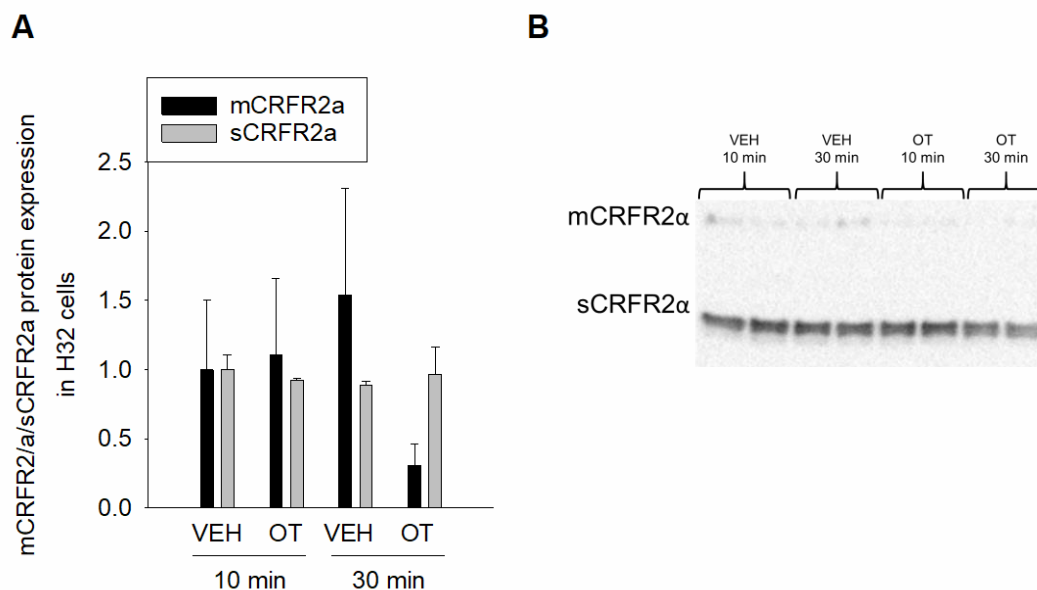 A
mCRFR2a
sCRFR2a
mCRFR2/a/sCRFR2a protein expression
in H32 cells
2.5
2.0
1.5
1.0
0.5
0.0
VEH OT VEH OT
10 min 30 min
B
VEH VEH OT OT
10 min 30 min 10 min 30 min
mCRFR2α
sCRFR2α